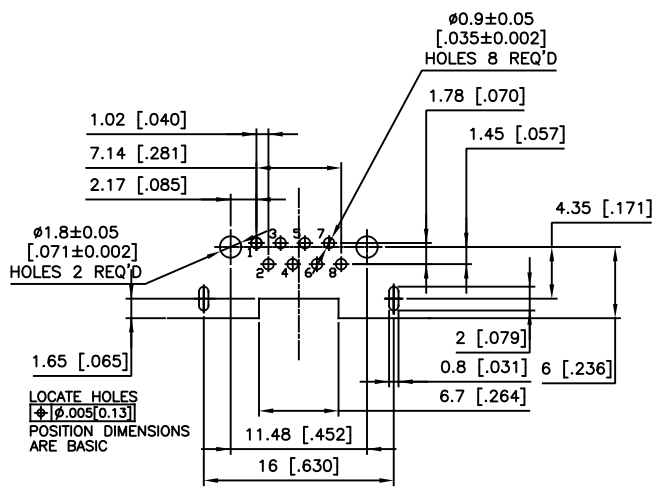 ø0.9±0.05
[.035±0.002]
HOLES 8 REQ'D
1.78 [.070]
1.02 [.040]
1.45 [.057]
7.14 [.281]
2.17 [.085]
4.35 [.171]
ø1.8±0.05
[.071±0.002]
HOLES 2 REQ'D
1 3 5 7
2 4 6 8
2 [.079]
1.65 [.065]
0.8 [.031]
6 [.236]
6.7 [.264]
LOCATE HOLES
⌖ ø.005[0.13]
POSITION DIMENSIONS
ARE BASIC
11.48 [.452]
16 [.630]